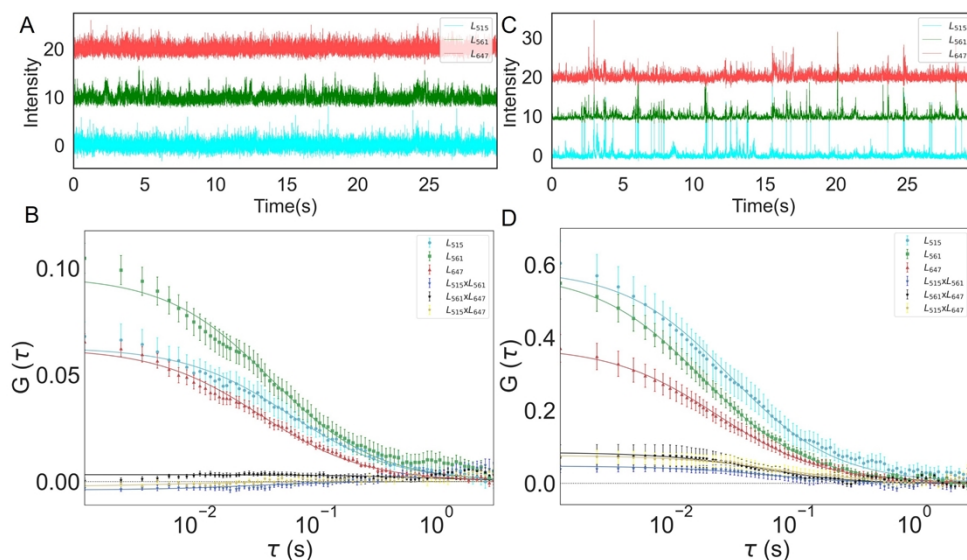 A
Intensity
20
10
0
L515
L561
L647
0 5 10 15 20 25
Time(s)
C
Intensity
30
20
10
0
L515
L561
L647
0 5 10 15 20 25
Time(s)
B
G (τ)
0.10
0.05
0.00
L515
L561
L647
L515xL561
L561xL647
L515xL647
10⁻² 10⁻¹ 10⁰
τ (s)
D
G (τ)
0.6
0.4
0.2
0.0
L515
L561
L647
L515xL561
L561xL647
L515xL647
10⁻² 10⁻¹ 10⁰
τ (s)